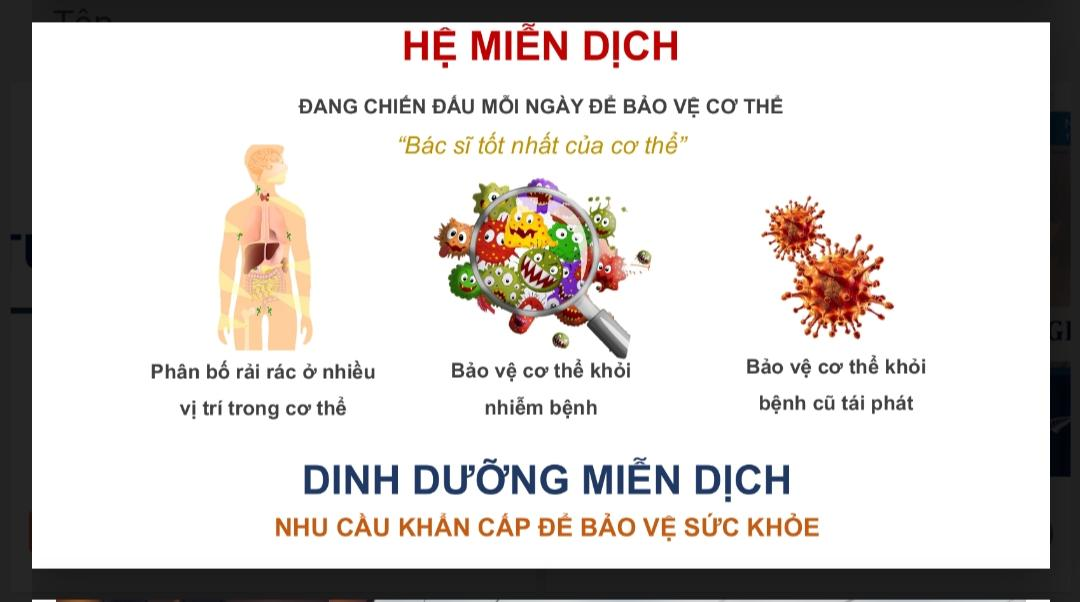 Tên
HỆ MIỄN DỊCH
ĐANG CHIẾN ĐẤU MỖI NGÀY ĐỂ BẢO VỆ CƠ THỂ
“Bác sĩ tốt nhất của cơ thể”
Phân bố rải rác ở nhiều
vị trí trong cơ thể
Bảo vệ cơ thể khỏi
nhiễm bệnh
Bảo vệ cơ thể khỏi
bệnh cũ tái phát
DINH DƯỠNG MIỄN DỊCH
NHU CẦU KHẨN CẤP ĐỂ BẢO VỆ SỨC KHỎE